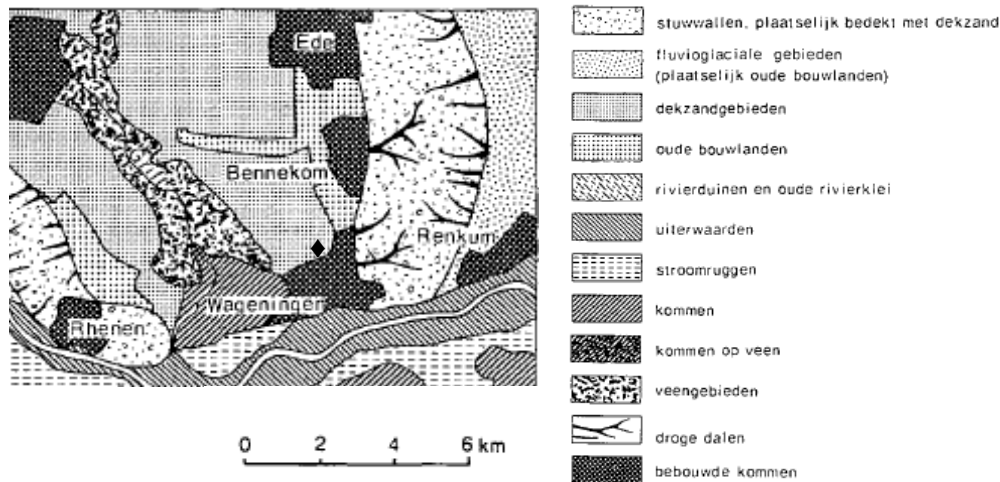 Ede
Bennekom
Renkum
Wageningen
Rhenen
0 2 4 6 km
stuwwallen, plaatselijk bedekt met dekzand
fluvioglaciale gebieden
(plaatselijk oude bouwlanden)
dekzandgebieden
oude bouwlanden
rivierduinen en oude rivierklei
uiterwaarden
stroomruggen
kommen
kommen op veen
veengebieden
droge dalen
bebouwde kommen